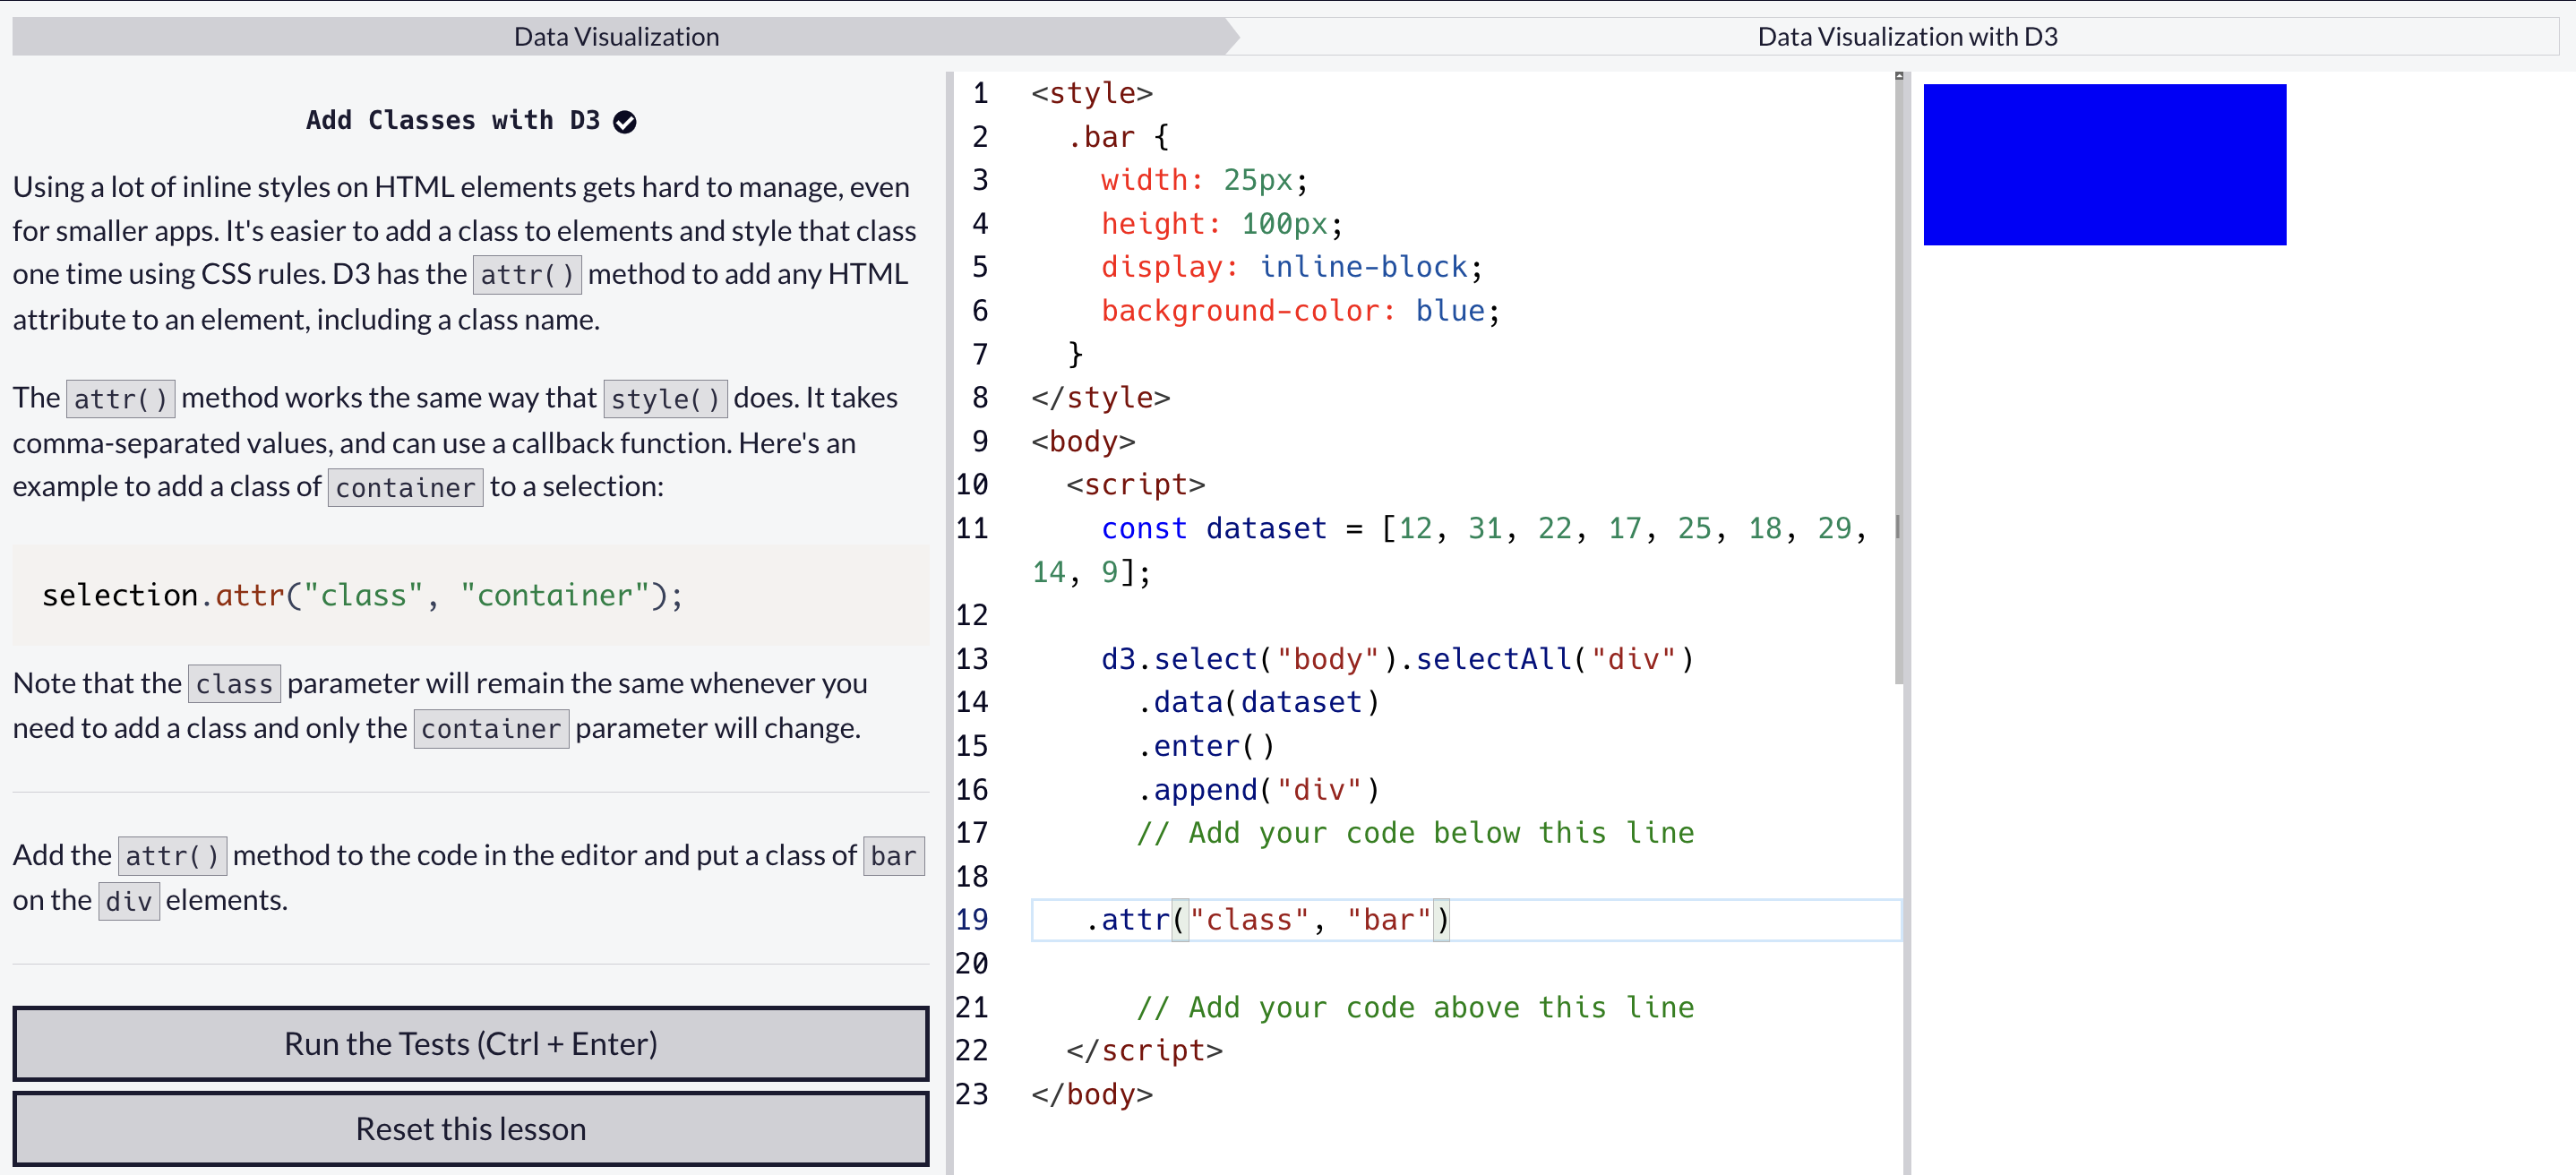 Data Visualization
Data Visualization with D3
Add Classes with D3
Using a lot of inline styles on HTML elements gets hard to manage, even
for smaller apps. It's easier to add a class to elements and style that class
one time using CSS rules. D3 has the attr() method to add any HTML
attribute to an element, including a class name.
The attr() method works the same way that style() does. It takes
comma-separated values, and can use a callback function. Here's an
example to add a class of container to a selection:
selection.attr("class", "container");
Note that the class parameter will remain the same whenever you
need to add a class and only the container parameter will change.
Add the attr() method to the code in the editor and put a class of bar
on the div elements.
Run the Tests (Ctrl + Enter)
Reset this lesson
1 <style>
2 .bar {
3 width: 25px;
4 height: 100px;
5 display: inline-block;
6 background-color: blue;
7 }
8 </style>
9 <body>
10 <script>
11 const dataset = [12, 31, 22, 17, 25, 18, 29,
14, 9];
12
13 d3.select("body").selectAll("div")
14 .data(dataset)
15 .enter()
16 .append("div")
17 // Add your code below this line
18
19 .attr("class", "bar")
20
21 // Add your code above this line
22 </script>
23 </body>